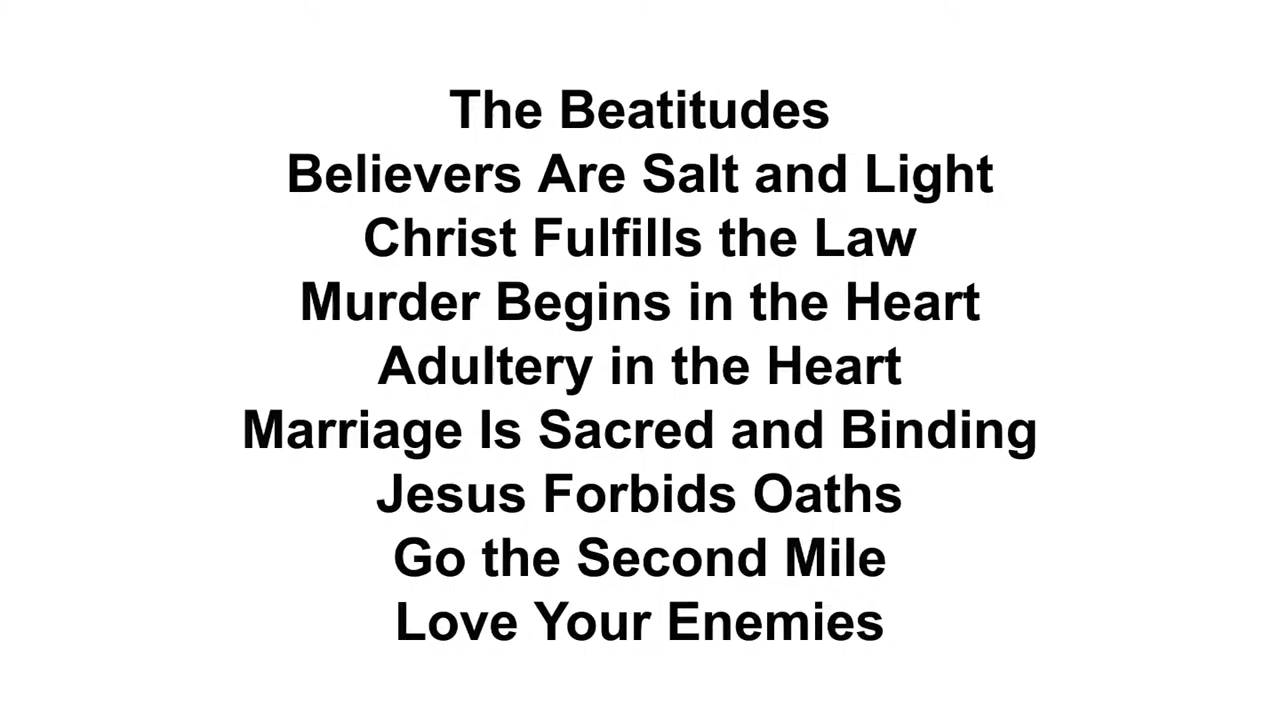 The Beatitudes
Believers Are Salt and Light
Christ Fulfills the Law
Murder Begins in the Heart
Adultery in the Heart
Marriage Is Sacred and Binding
Jesus Forbids Oaths
Go the Second Mile
Love Your Enemies